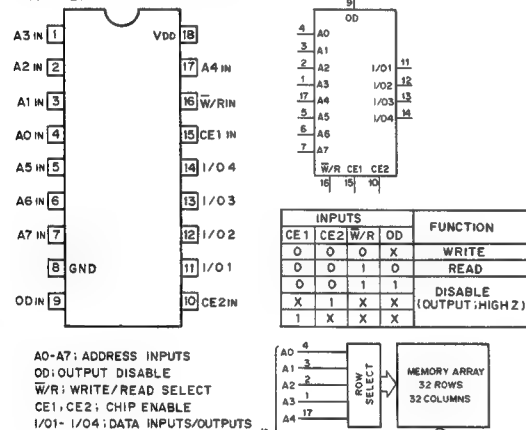 A3 IN 1
A2 IN 2
A1 IN 3
A0 IN 4
A5 IN 5
A6 IN 6
A7 IN 7
8 GND
OD IN 9
VDD 18
17 A4 IN
16 W̅/R IN
15 CE1 IN
14 I/O 4
13 I/O 3
12 I/O 2
11 I/O 1
10 CE2 IN
9
OD
4 A0
3 A1
2 A2
1 A3
17 A4
5 A5
6 A6
7 A7
I/O1 11
I/O2 12
I/O3 13
I/O4 14
W̅/R CE1 CE2
16 15 10
INPUTS FUNCTION
CE1 CE2 W̅/R OD
0 0 0 X WRITE
0 0 1 0 READ
0 0 1 1 DISABLE
X 1 X X (OUTPUT;HIGH Z)
1 X X X
A0-A7; ADDRESS INPUTS
OD; OUTPUT DISABLE
W̅/R; WRITE/READ SELECT
CE1, CE2; CHIP ENABLE
I/O1- I/O4; DATA INPUTS/OUTPUTS
A0 4
A1 3
A2 2
A3 1
A4 17
ROW SELECT
MEMORY ARRAY
32 ROWS
32 COLUMNS